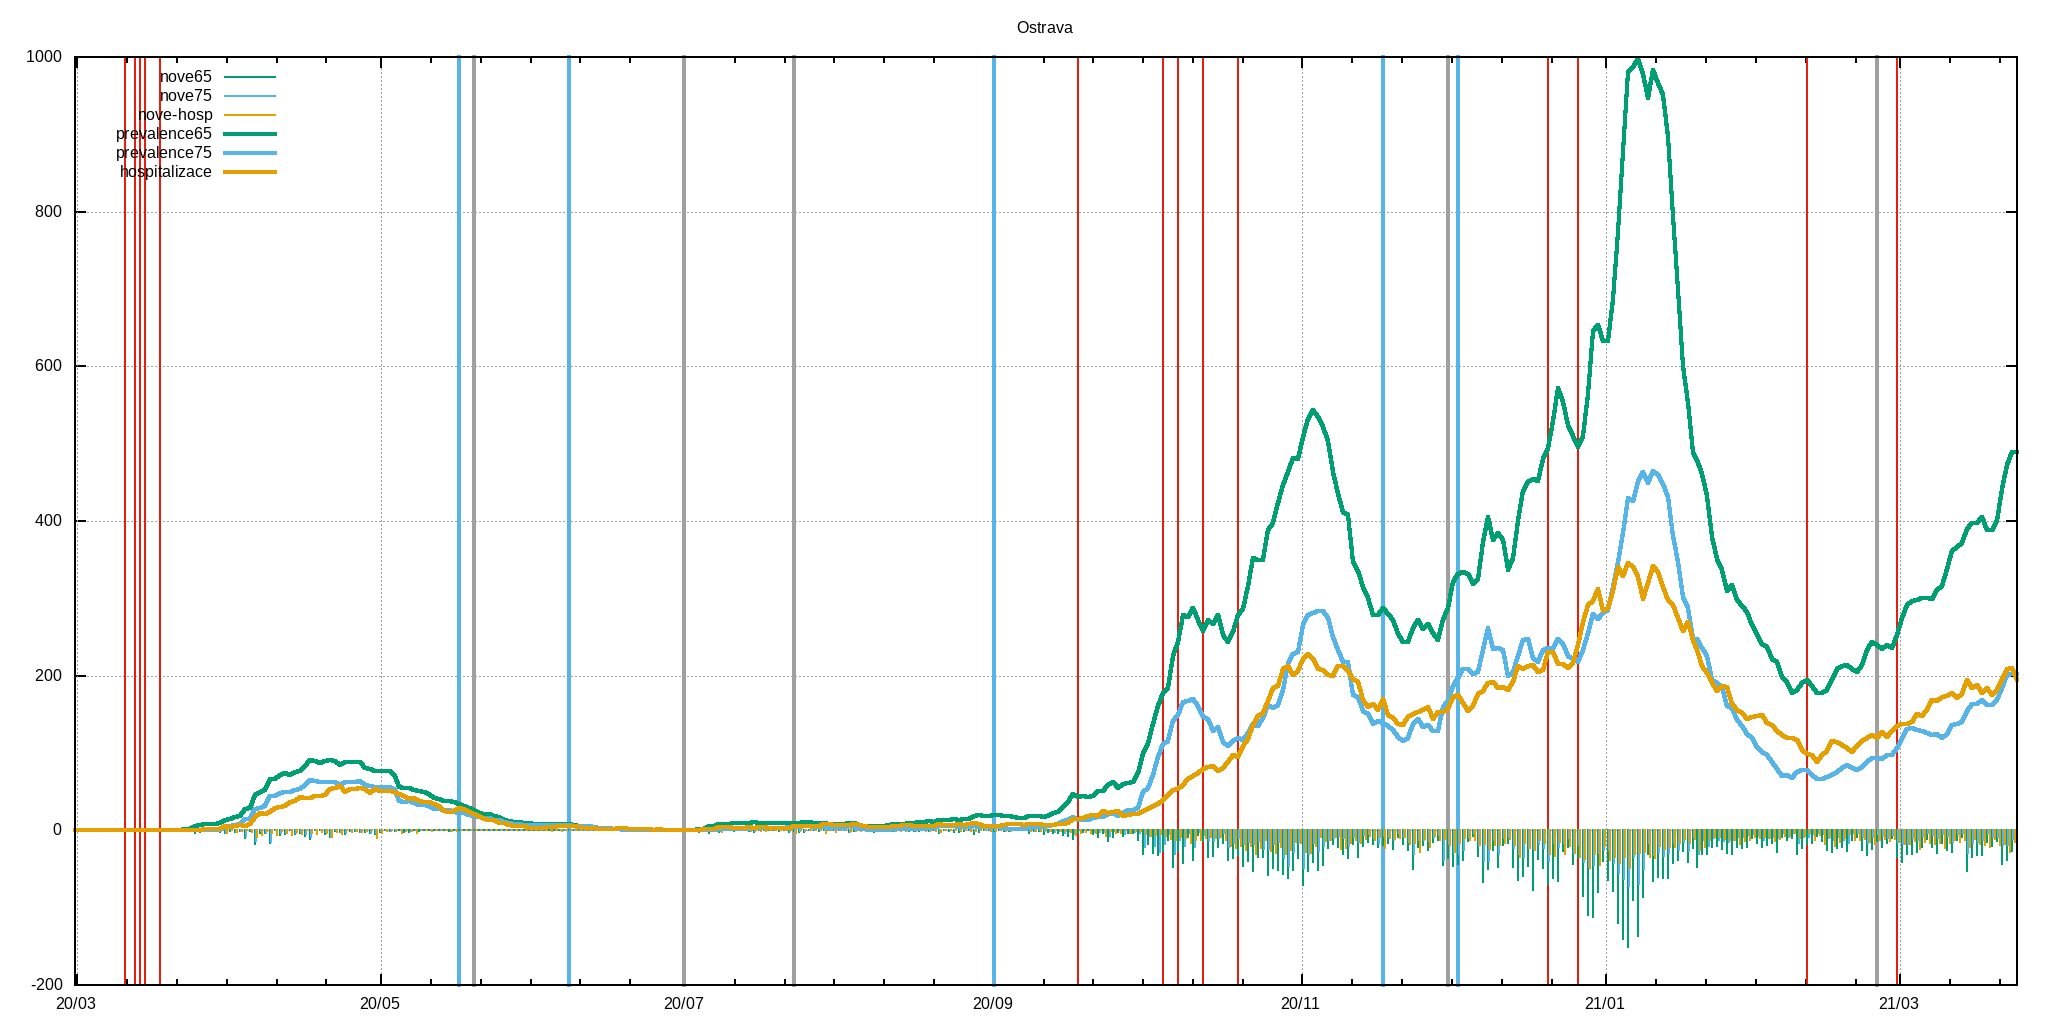 Ostrava
1000
800
600
400
200
0
-200
nove65
nove75
nove-hosp
prevalence65
prevalence75
hospitalizace
20/03
20/05
20/07
20/09
20/11
21/01
21/03